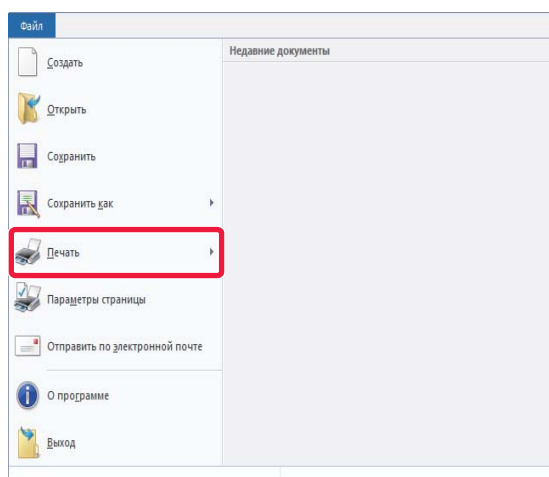 Файл
Недавние документы
Создать
Открыть
Сохранить
Сохранить как
Печать
Параметры страницы
Отправить по электронной почте
О программе
Выход